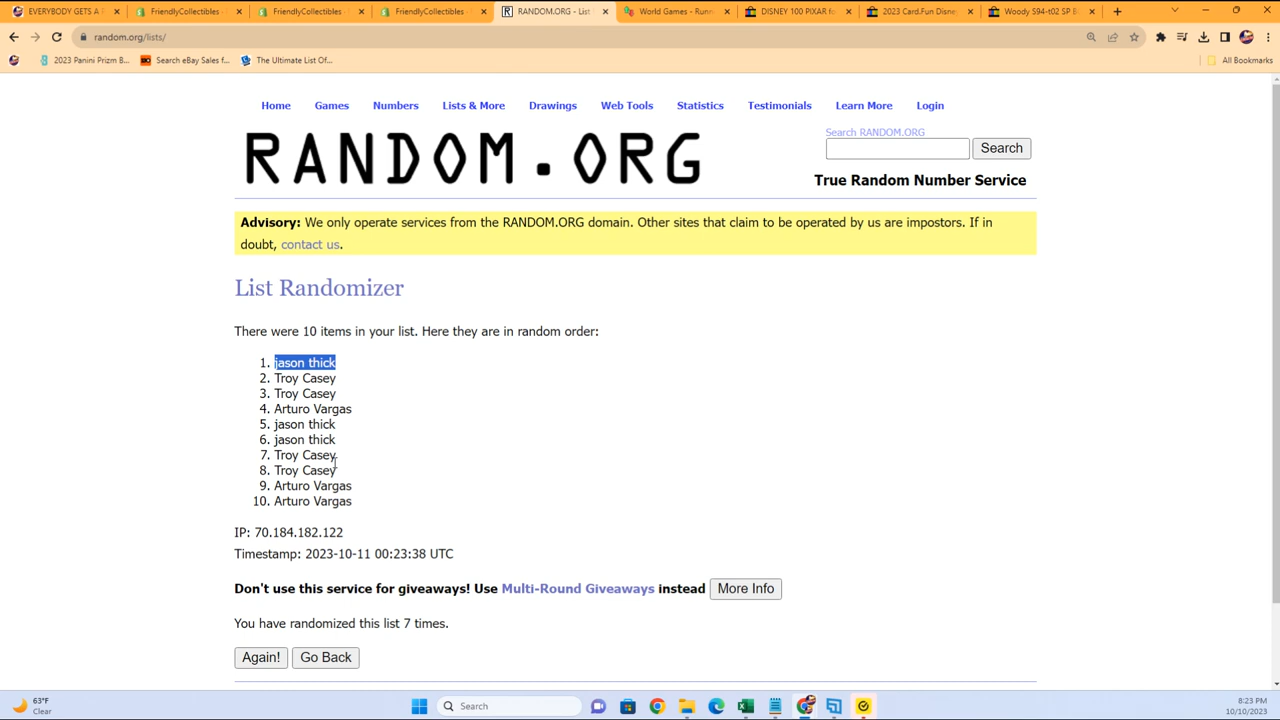 EVERYBODY GETS A
FriendlyCollectibles -
FriendlyCollectibles -
FriendlyCollectibles -
RANDOM.ORG - List
World Games - Runn
DISNEY 100 PIXAR for
2023 Card.Fun Disne
Woody S94-t02 SP B
random.org/lists/
2023 Panini Prizm B...
Search eBay Sales f...
The Ultimate List Of...
All Bookmarks
Home Games Numbers Lists & More Drawings Web Tools Statistics Testimonials Learn More Login
RANDOM.ORG
Search RANDOM.ORG
Search
True Random Number Service
Advisory: We only operate services from the RANDOM.ORG domain. Other sites that claim to be operated by us are impostors. If in
doubt, contact us.
List Randomizer
There were 10 items in your list. Here they are in random order:
1. jason thick
2. Troy Casey
3. Troy Casey
4. Arturo Vargas
5. jason thick
6. jason thick
7. Troy Casey
8. Troy Casey
9. Arturo Vargas
10. Arturo Vargas
IP: 70.184.182.122
Timestamp: 2023-10-11 00:23:38 UTC
Don't use this service for giveaways! Use Multi-Round Giveaways instead More Info
You have randomized this list 7 times.
Again! Go Back
63°F
Clear
Search
8:23 PM
10/10/2023